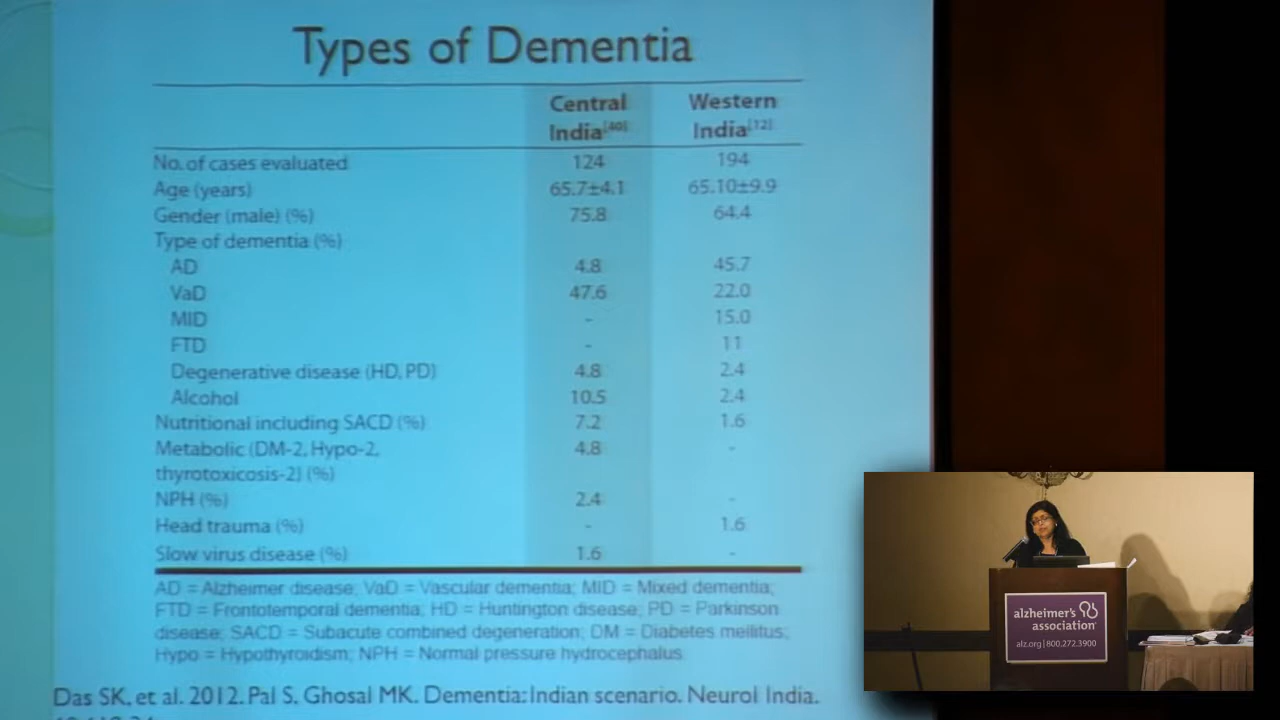 Types of Dementia
Central India[40] Western India[12]
No. of cases evaluated 124 194
Age (years) 65.7±4.1 65.10±9.9
Gender (male) (%) 75.8 64.4
Type of dementia (%)
AD 4.8 45.7
VaD 47.6 22.0
MID - 15.0
FTD - 11
Degenerative disease (HD, PD) 4.8 2.4
Alcohol 10.5 2.4
Nutritional including SACD (%) 7.2 1.6
Metabolic (DM-2, Hypo-2, 4.8 -
thyrotoxicosis-2) (%)
NPH (%) 2.4 -
Head trauma (%) - 1.6
Slow virus disease (%) 1.6 -
AD = Alzheimer disease; VaD = Vascular dementia; MID = Mixed dementia;
FTD = Frontotemporal dementia; HD = Huntington disease; PD = Parkinson
disease; SACD = Subacute combined degeneration; DM = Diabetes mellitus;
Hypo = Hypothyroidism; NPH = Normal pressure hydrocephalus
Das SK, et al. 2012. Pal S, Ghosal MK. Dementia: Indian scenario. Neurol India.
alzheimer's
association
alz.org | 800.272.3900